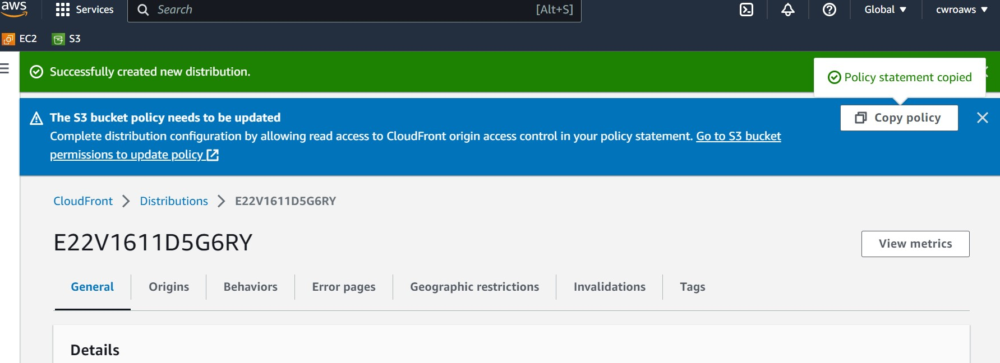 aws
Services
Search
[Alt+S]
Global
cwroaws
EC2
S3
Successfully created new distribution.
Policy statement copied
The S3 bucket policy needs to be updated
Copy policy
Complete distribution configuration by allowing read access to CloudFront origin access control in your policy statement. Go to S3 bucket
permissions to update policy
CloudFront
Distributions
E22V1611D5G6RY
E22V1611D5G6RY
View metrics
General
Origins
Behaviors
Error pages
Geographic restrictions
Invalidations
Tags
Details